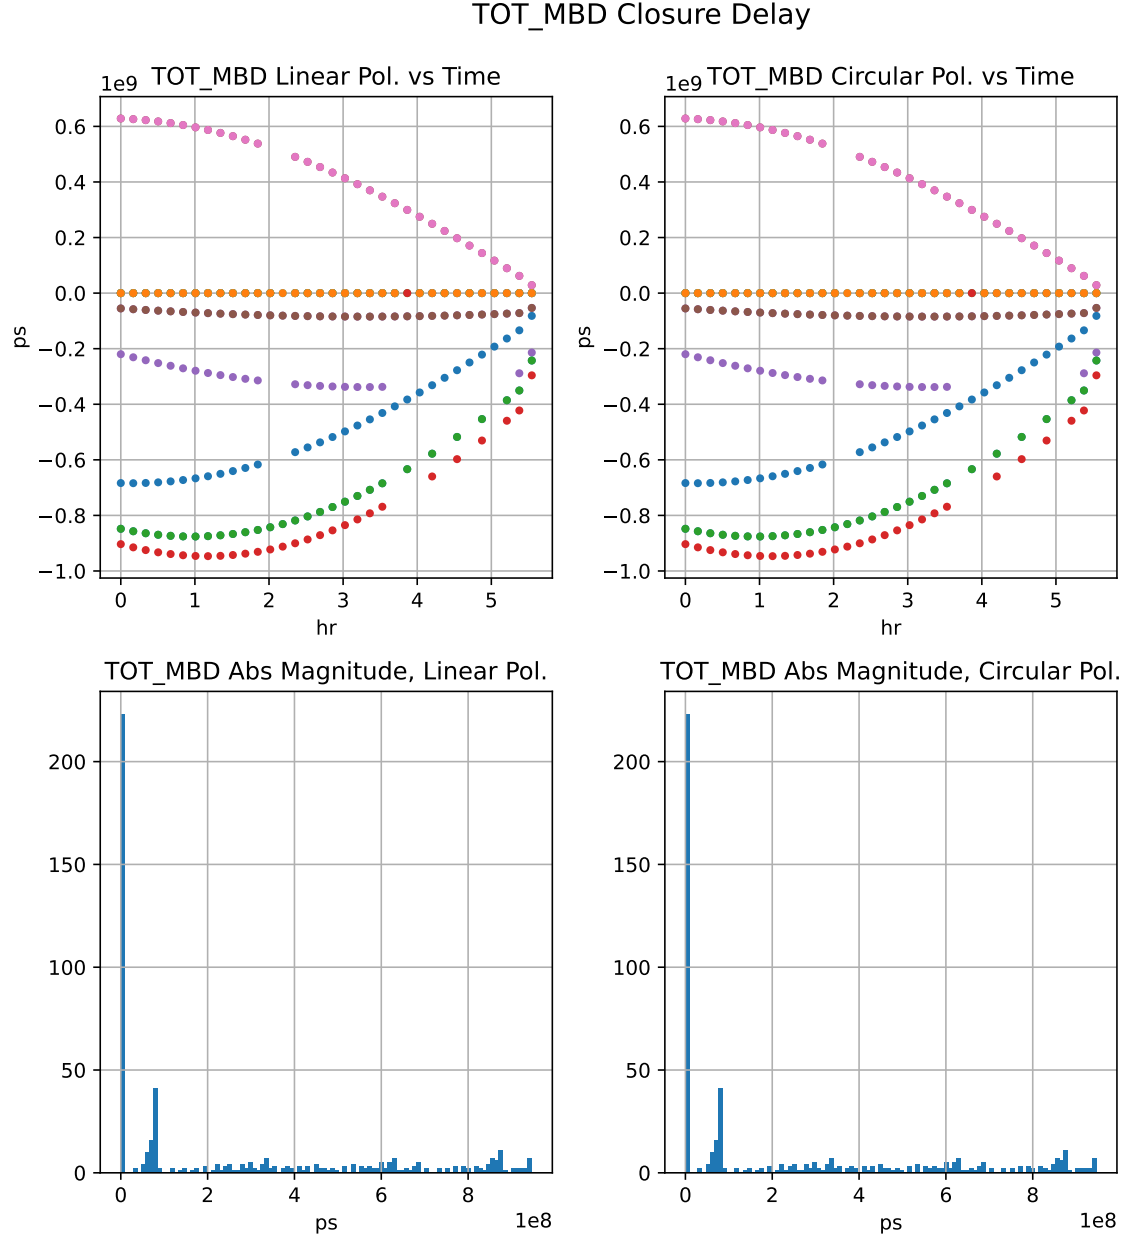 TOT_MBD Closure Delay
TOT_MBD Linear Pol. vs Time
1e9
0.6
0.4
0.2
0.0
−0.2
−0.4
−0.6
−0.8
−1.0
ps
0 1 2 3 4 5
hr
TOT_MBD Circular Pol. vs Time
1e9
0.6
0.4
0.2
0.0
−0.2
−0.4
−0.6
−0.8
−1.0
ps
0 1 2 3 4 5
hr
TOT_MBD Abs Magnitude, Linear Pol.
200
150
100
50
0
0 2 4 6 8
ps
1e8
TOT_MBD Abs Magnitude, Circular Pol.
200
150
100
50
0
0 2 4 6 8
ps
1e8